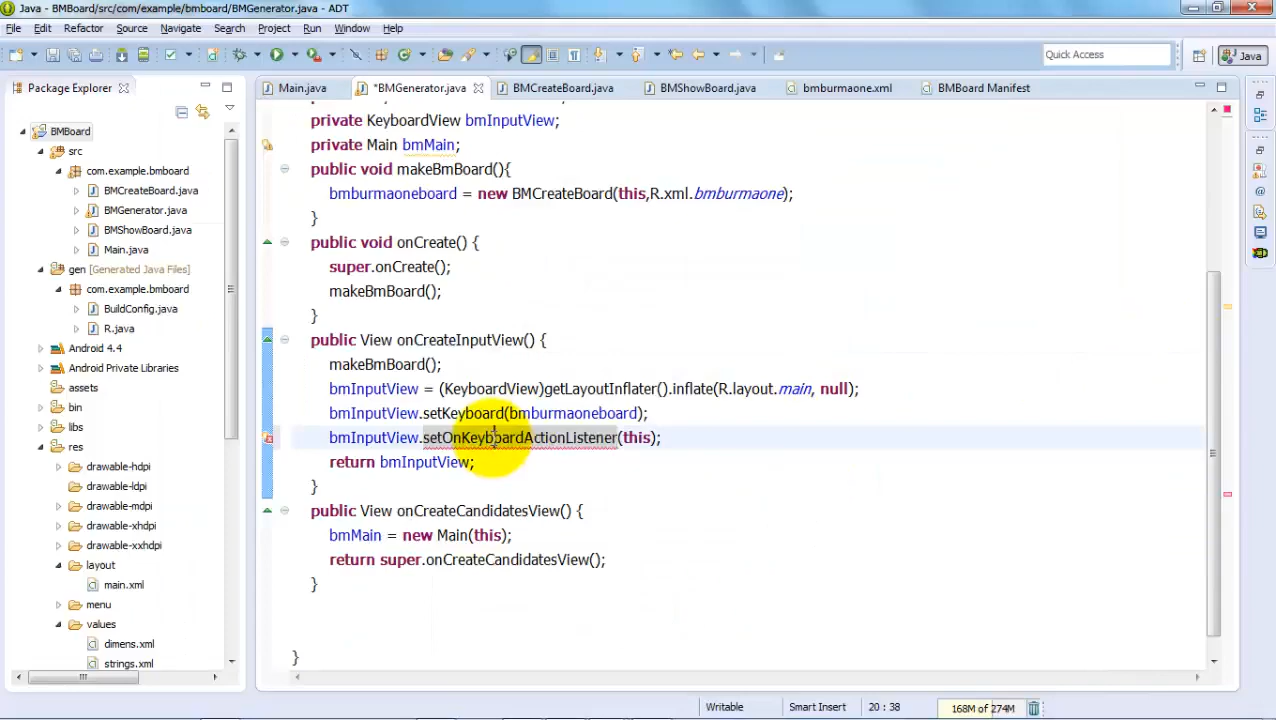 Java - BMBoard/src/com/example/bmboard/BMGenerator.java - ADT
File Edit Refactor Source Navigate Search Project Run Window Help
Quick Access
Java
Package Explorer
Main.java
*BMGenerator.java
BMCreateBoard.java
BMShowBoard.java
bmburmaone.xml
BMBoard Manifest
BMBoard
src
com.example.bmboard
BMCreateBoard.java
BMGenerator.java
BMShowBoard.java
Main.java
gen [Generated Java Files]
com.example.bmboard
BuildConfig.java
R.java
Android 4.4
Android Private Libraries
assets
bin
libs
res
drawable-hdpi
drawable-ldpi
drawable-mdpi
drawable-xhdpi
drawable-xxhdpi
layout
main.xml
menu
values
dimens.xml
strings.xml
private KeyboardView bmInputView;
private Main bmMain;
public void makeBmBoard(){
bmburmaoneboard = new BMCreateBoard(this,R.xml.bmburmaone);
}
public void onCreate() {
super.onCreate();
makeBmBoard();
}
public View onCreateInputView() {
makeBmBoard();
bmInputView = (KeyboardView)getLayoutInflater().inflate(R.layout.main, null);
bmInputView.setKeyboard(bmburmaoneboard);
bmInputView.setOnKeyboardActionListener(this);
return bmInputView;
}
public View onCreateCandidatesView() {
bmMain = new Main(this);
return super.onCreateCandidatesView();
}
}
Writable
Smart Insert
20 : 38
168M of 274M